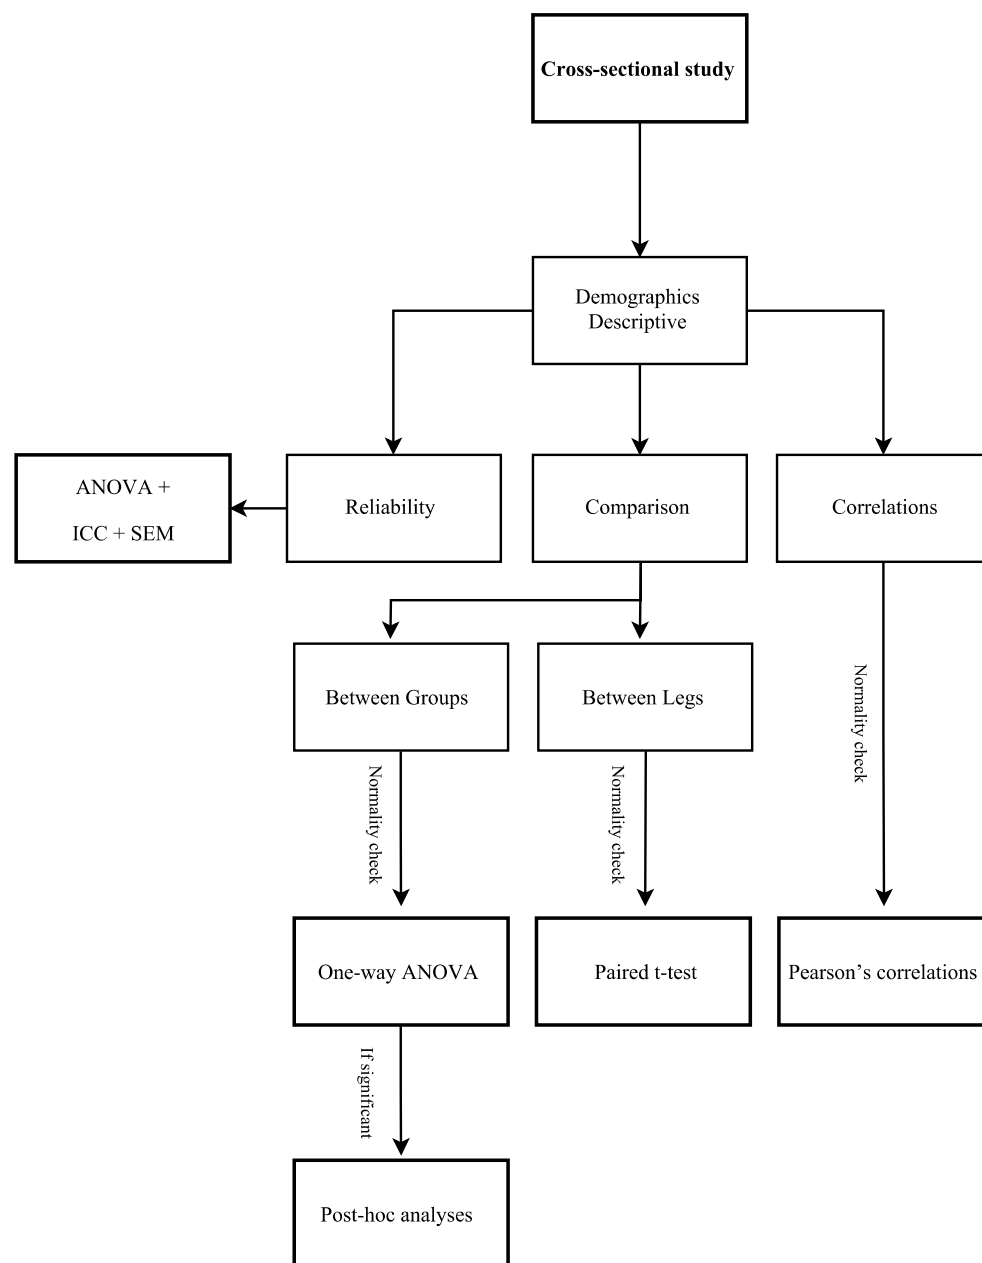 Cross-sectional study
Demographics
Descriptive
ANOVA +
ICC + SEM
Reliability
Comparison
Correlations
Between Groups
Between Legs
Normality check
Normality check
Normality check
One-way ANOVA
Paired t-test
Pearson’s correlations
If significant
Post-hoc analyses